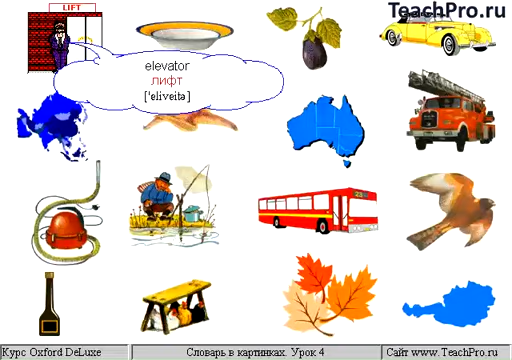 TeachPro.ru
LIFT
elevator
лифт
['eliveitə]
Курс Oxford DeLuxe
Словарь в картинках. Урок 4
Сайт www.TeachPro.ru